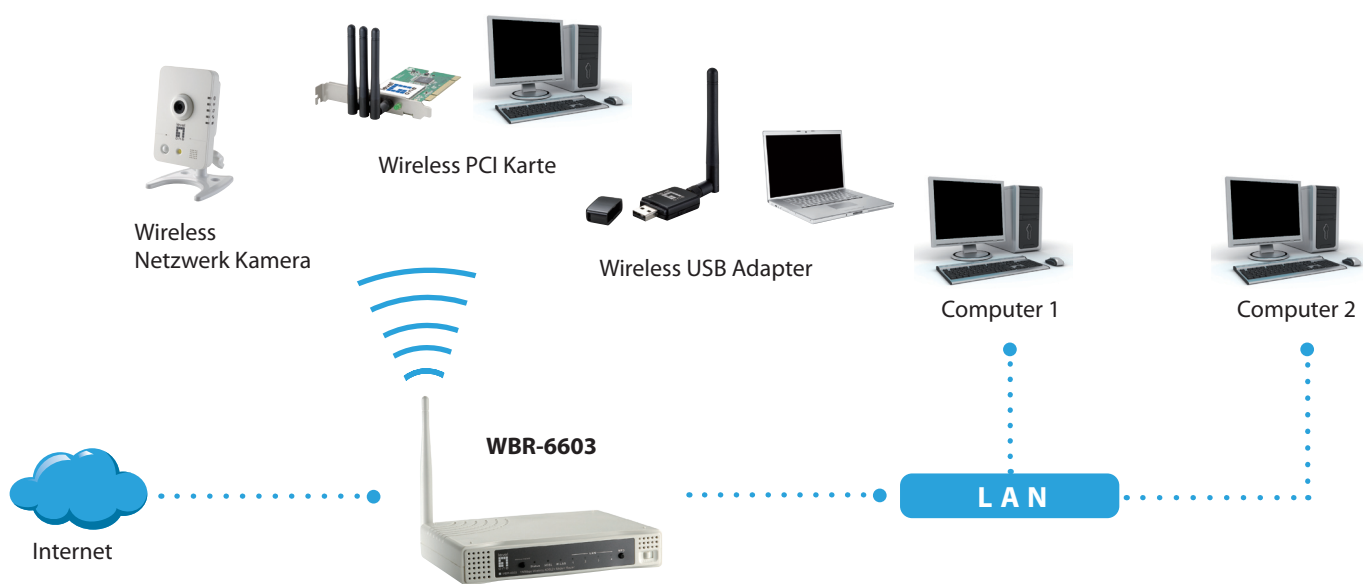 Wireless PCI Karte
Wireless
Netzwerk Kamera
Wireless USB Adapter
Computer 1
Computer 2
WBR-6603
LAN
Internet